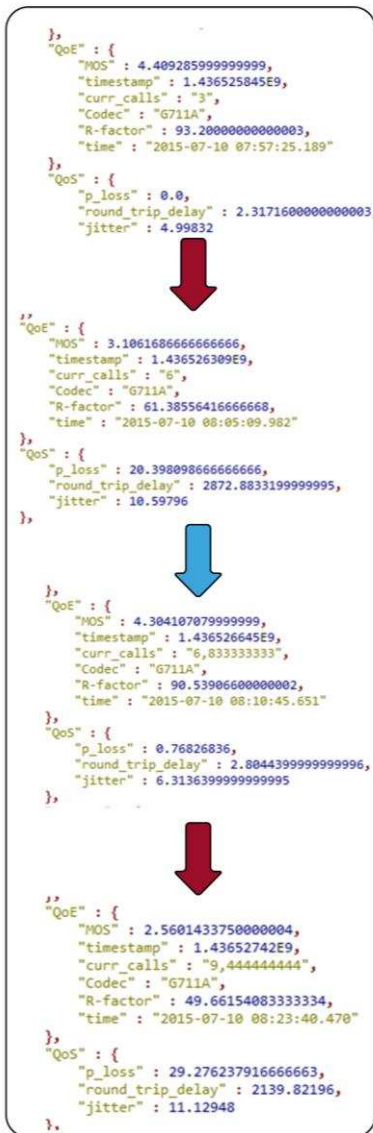 },
"QoE" : {
"MOS" : 4.409285999999999,
"timestamp" : 1.436525845E9,
"curr_calls" : "3",
"Codec" : "G711A",
"R-factor" : 93.20000000000003,
"time" : "2015-07-10 07:57:25.189"
},
"QoS" : {
"p_loss" : 0.0,
"round_trip_delay" : 2.3171600000000003,
"jitter" : 4.99832
},
"QoE" : {
"MOS" : 3.1061686666666666,
"timestamp" : 1.436526309E9,
"curr_calls" : "6",
"Codec" : "G711A",
"R-factor" : 61.38556416666668,
"time" : "2015-07-10 08:05:09.982"
},
"QoS" : {
"p_loss" : 20.398098666666666,
"round_trip_delay" : 2872.8833199999995,
"jitter" : 10.59796
},
},
"QoE" : {
"MOS" : 4.304107079999999,
"timestamp" : 1.436526645E9,
"curr_calls" : "6,833333333",
"Codec" : "G711A",
"R-factor" : 90.53906600000002,
"time" : "2015-07-10 08:10:45.651"
},
"QoS" : {
"p_loss" : 0.76826836,
"round_trip_delay" : 2.8044399999999996,
"jitter" : 6.3136399999999995
},
},
"QoE" : {
"MOS" : 2.5601433750000004,
"timestamp" : 1.43652742E9,
"curr_calls" : "9,444444444",
"Codec" : "G711A",
"R-factor" : 49.66154083333334,
"time" : "2015-07-10 08:23:40.470"
},
"QoS" : {
"p_loss" : 29.276237916666663,
"round_trip_delay" : 2139.82196,
"jitter" : 11.12948
},